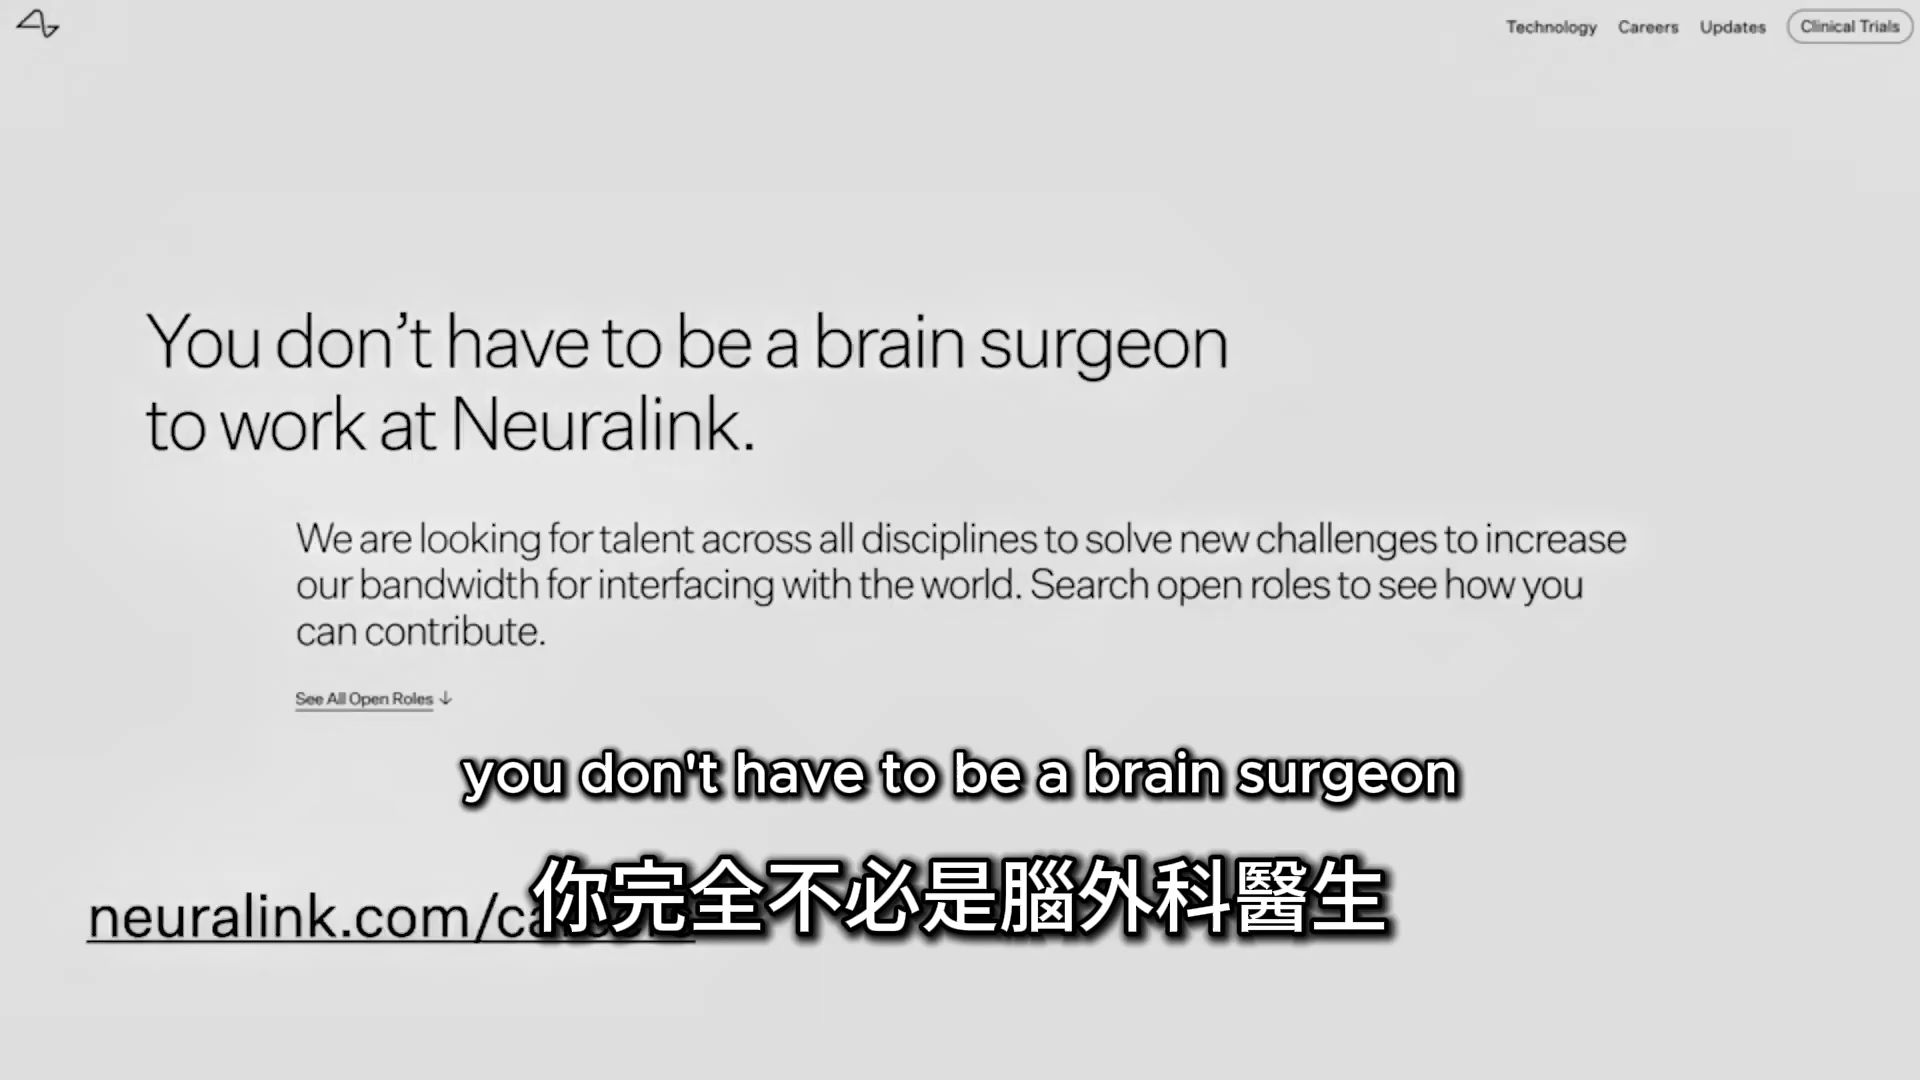 Technology Careers Updates Clinical Trials
You don't have to be a brain surgeon
to work at Neuralink.
We are looking for talent across all disciplines to solve new challenges to increase
our bandwidth for interfacing with the world. Search open roles to see how you
can contribute.
See All Open Roles ↓
you don't have to be a brain surgeon
你完全不必是腦外科醫生